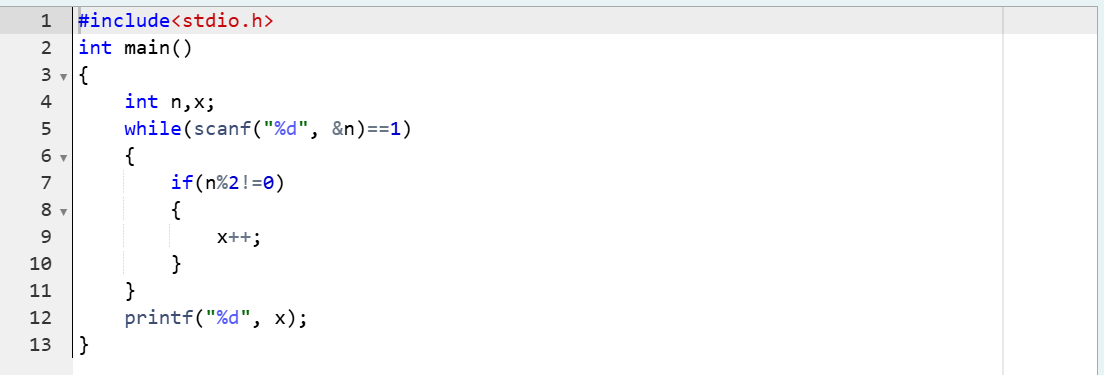 1 #include<stdio.h>
2 int main()
3 {
4     int n,x;
5     while(scanf("%d", &n)==1)
6     {
7         if(n%2!=0)
8         {
9             x++;
10         }
11     }
12     printf("%d", x);
13 }